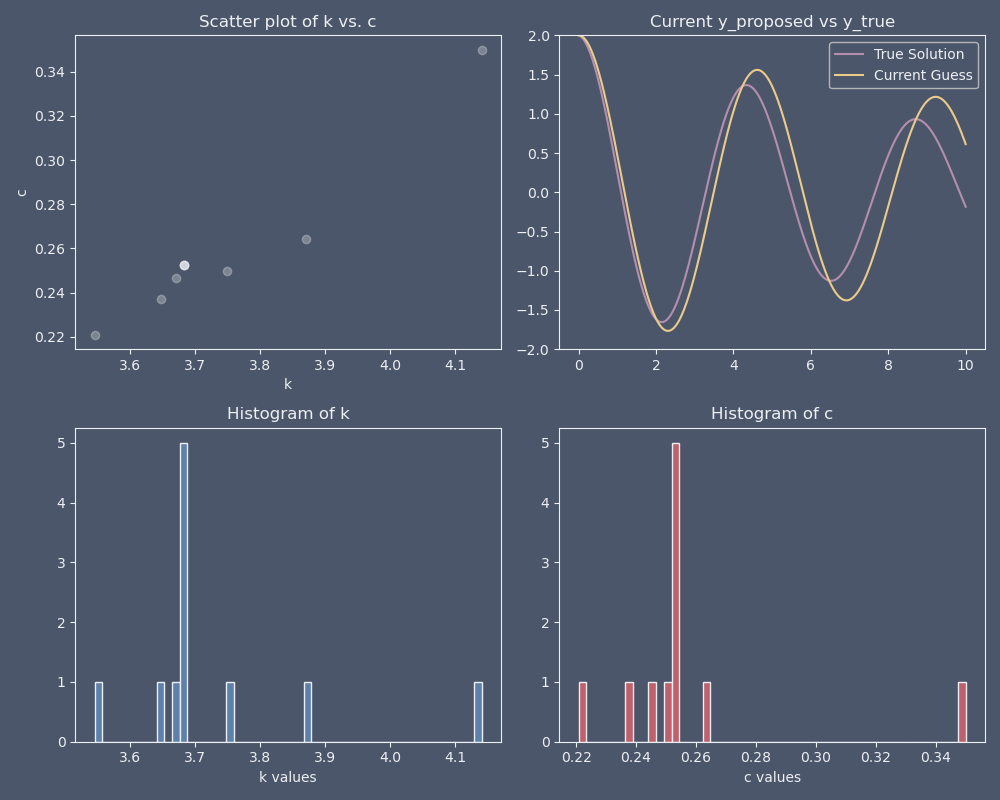 Scatter plot of k vs. c
0.34
0.32
0.30
0.28
0.26
0.24
0.22
c
3.6 3.7 3.8 3.9 4.0 4.1
k
Current y_proposed vs y_true
True Solution
Current Guess
2.0
1.5
1.0
0.5
0.0
−0.5
−1.0
−1.5
−2.0
0 2 4 6 8 10
Histogram of k
5
4
3
2
1
0
3.6 3.7 3.8 3.9 4.0 4.1
k values
Histogram of c
5
4
3
2
1
0
0.22 0.24 0.26 0.28 0.30 0.32 0.34
c values